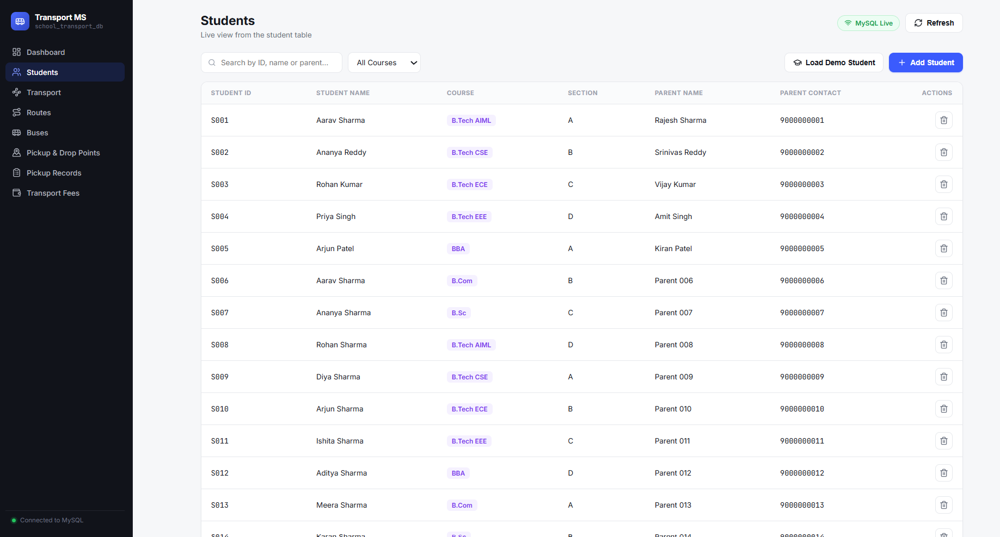 Transport MS
school_transport_db
Dashboard
Students
Transport
Routes
Buses
Pickup & Drop Points
Pickup Records
Transport Fees
Connected to MySQL
Students
Live view from the student table
MySQL Live
Refresh
Search by ID, name or parent...
All Courses
Load Demo Student
Add Student
STUDENT ID STUDENT NAME COURSE SECTION PARENT NAME PARENT CONTACT ACTIONS
S001 Aarav Sharma B.Tech AIML A Rajesh Sharma 9000000001
S002 Ananya Reddy B.Tech CSE B Srinivas Reddy 9000000002
S003 Rohan Kumar B.Tech ECE C Vijay Kumar 9000000003
S004 Priya Singh B.Tech EEE D Amit Singh 9000000004
S005 Arjun Patel BBA A Kiran Patel 9000000005
S006 Aarav Sharma B.Com B Parent 006 9000000006
S007 Ananya Sharma B.Sc C Parent 007 9000000007
S008 Rohan Sharma B.Tech AIML D Parent 008 9000000008
S009 Diya Sharma B.Tech CSE A Parent 009 9000000009
S010 Arjun Sharma B.Tech ECE B Parent 010 9000000010
S011 Ishita Sharma B.Tech EEE C Parent 011 9000000011
S012 Aditya Sharma BBA D Parent 012 9000000012
S013 Meera Sharma B.Com A Parent 013 9000000013
S014 Karan Sharma B.Sc B Parent 014 9000000014